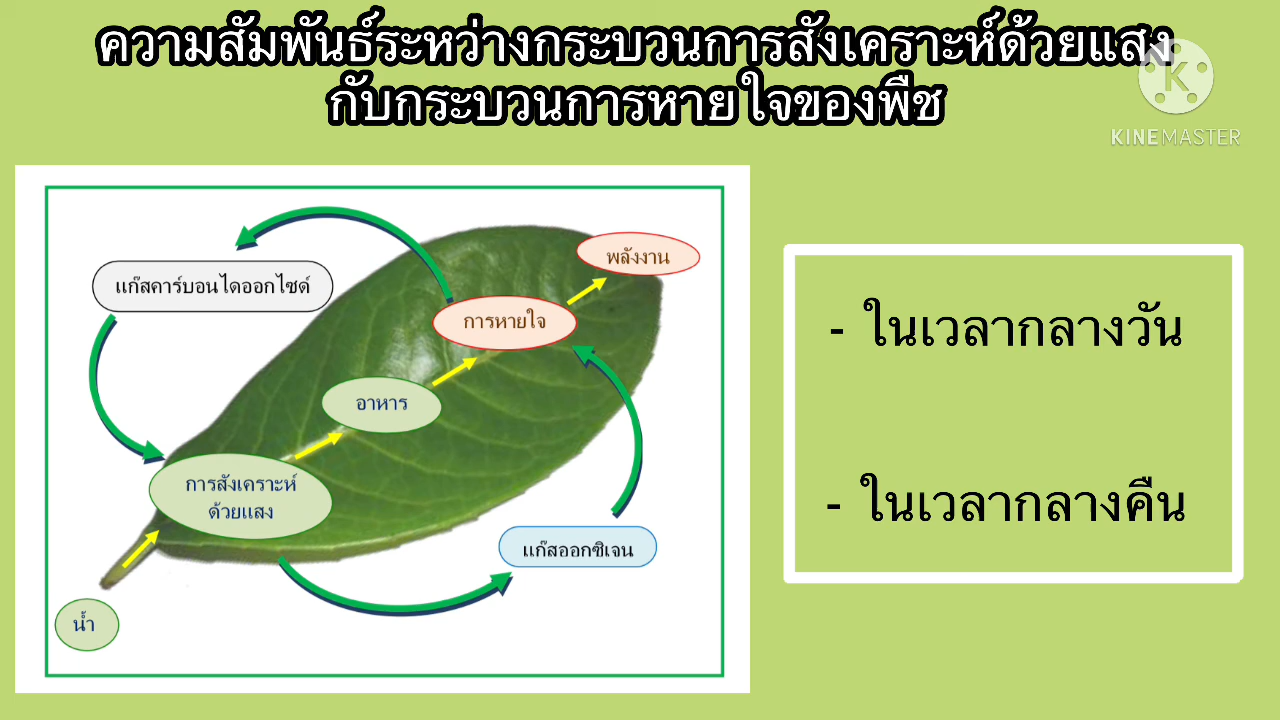 ความสัมพันธ์ระหว่างกระบวนการสังเคราะห์ด้วยแสง
กับกระบวนการหายใจของพืช
KINEMASTER
พลังงาน
แก๊สคาร์บอนไดออกไซด์
การหายใจ
อาหาร
การสังเคราะห์
ด้วยแสง
แก๊สออกซิเจน
น้ำ
- ในเวลากลางวัน
- ในเวลากลางคืน